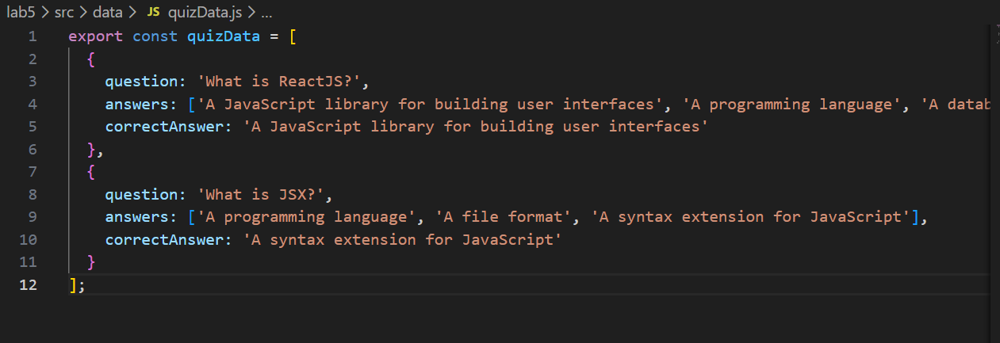 lab5 > src > data > JS quizData.js > ...
1 export const quizData = [
2   {
3     question: 'What is ReactJS?',
4     answers: ['A JavaScript library for building user interfaces', 'A programming language', 'A datab
5     correctAnswer: 'A JavaScript library for building user interfaces'
6   },
7   {
8     question: 'What is JSX?',
9     answers: ['A programming language', 'A file format', 'A syntax extension for JavaScript'],
10     correctAnswer: 'A syntax extension for JavaScript'
11   }
12 ];